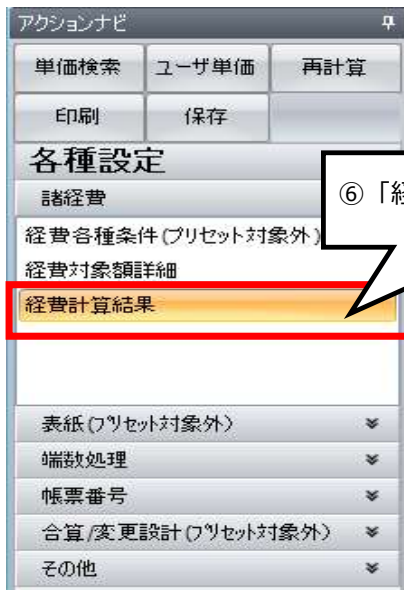 アクションナビ
単価検索 ユーザ単価 再計算
印刷 保存
各種設定
諸経費
⑥「経
経費各種条件(プリセット対象外)
経費対象額詳細
経費計算結果
表紙(プリセット対象外)
端数処理
帳票番号
合算/変更設計(プリセット対象外)
その他